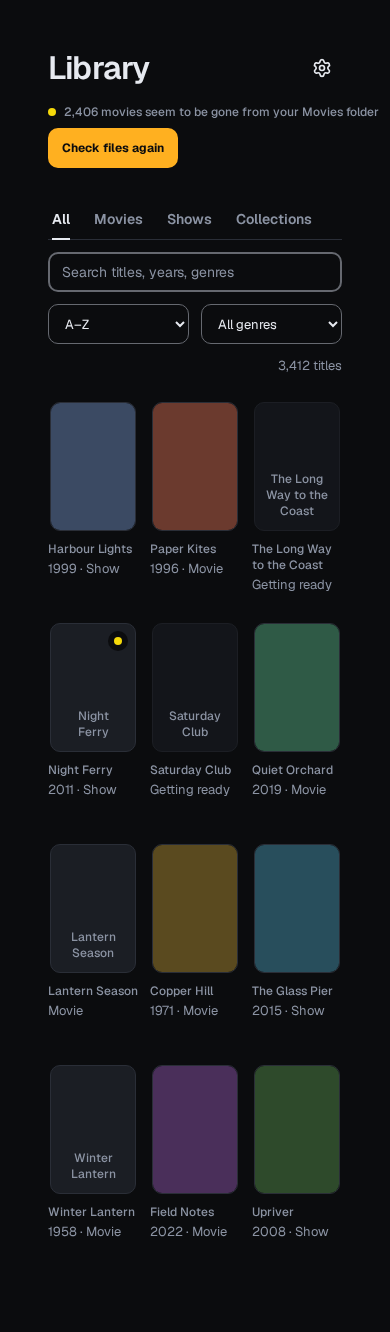 Library
2,406 movies seem to be gone from your Movies folder
Check files again
All Movies Shows Collections
Search titles, years, genres
A–Z All genres
3,412 titles
The Long
Way to the
Coast
Harbour Lights
1999 · Show
Paper Kites
1996 · Movie
The Long Way
to the Coast
Getting ready
Night
Ferry
Saturday
Club
Night Ferry
2011 · Show
Saturday Club
Getting ready
Quiet Orchard
2019 · Movie
Lantern
Season
Lantern Season
Movie
Copper Hill
1971 · Movie
The Glass Pier
2015 · Show
Winter
Lantern
Winter Lantern
1958 · Movie
Field Notes
2022 · Movie
Upriver
2008 · Show